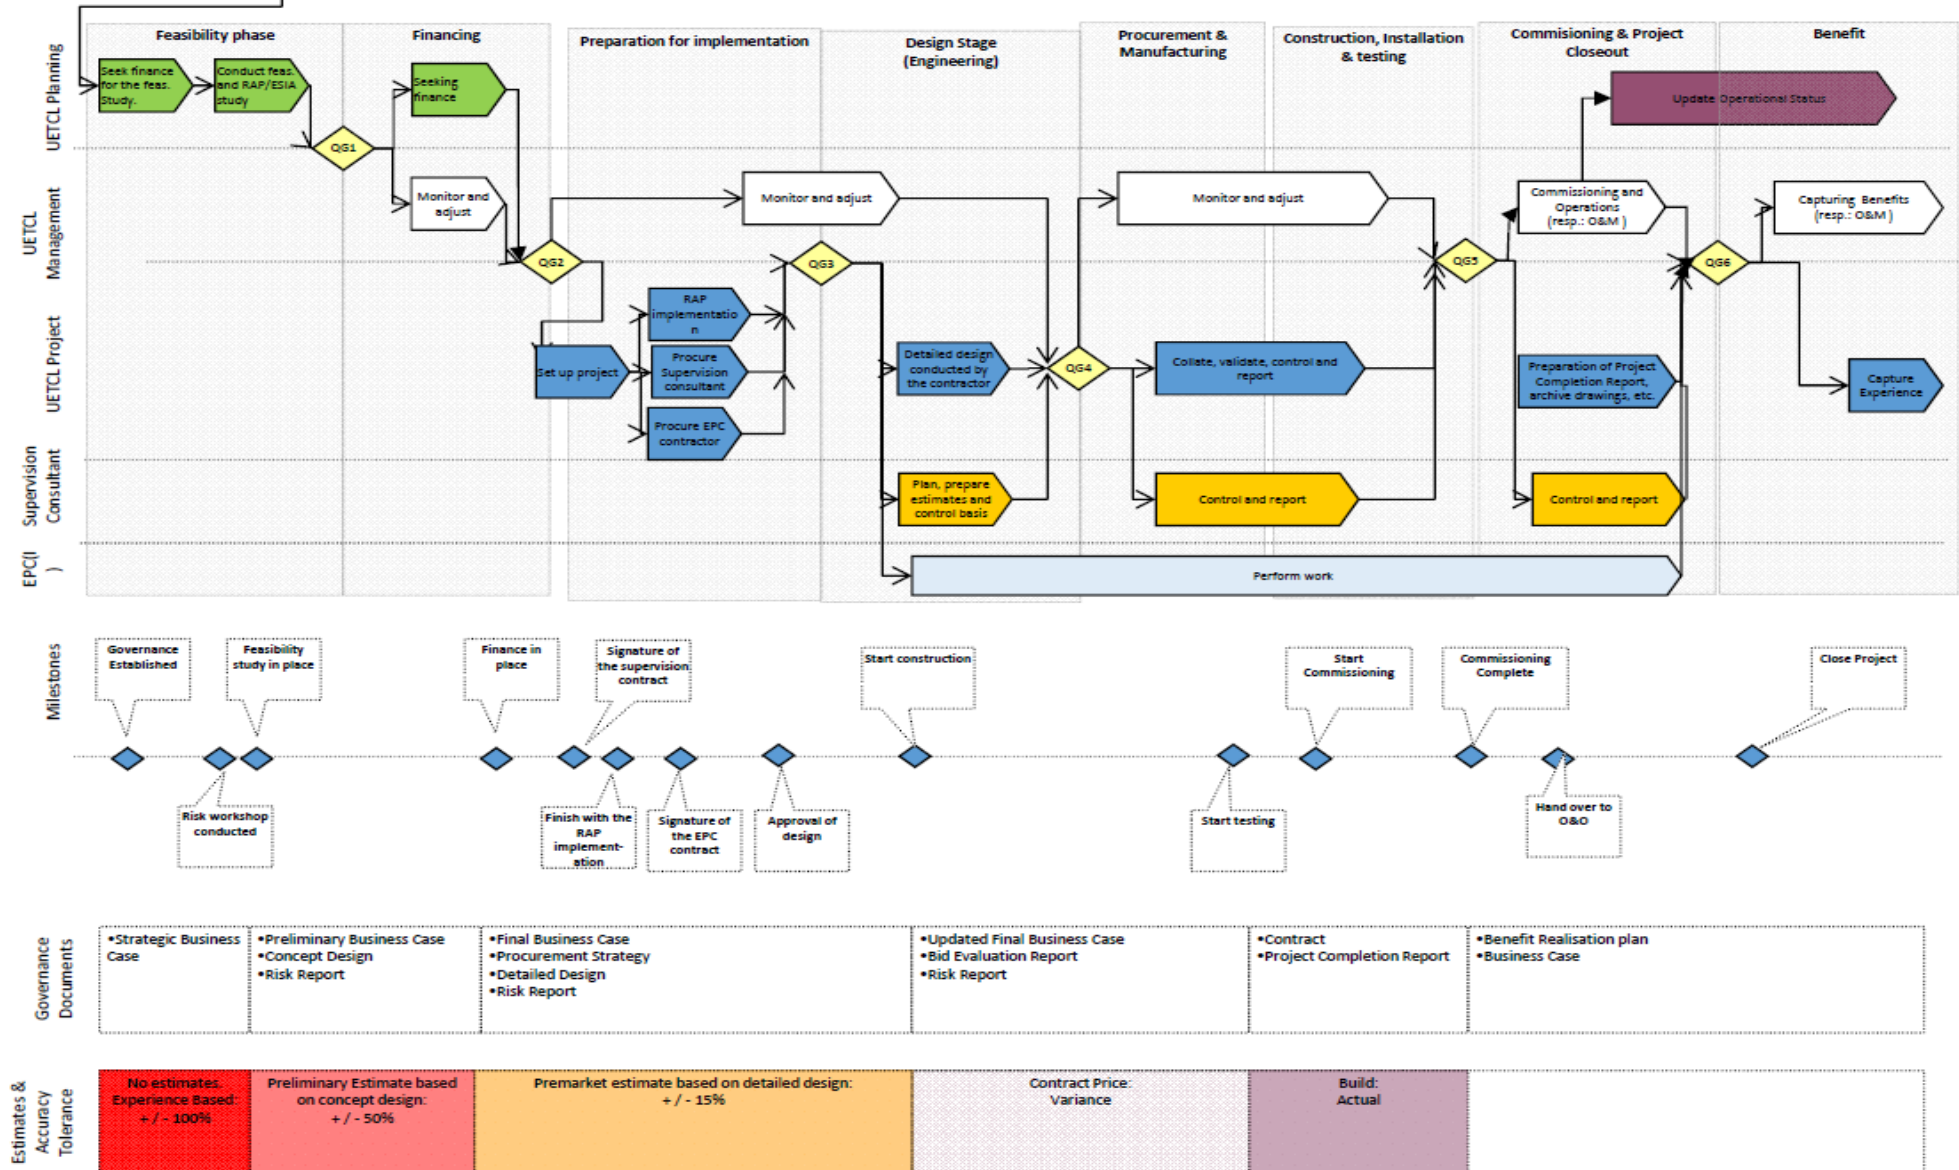 Feasibility phase
Financing
Preparation for implementation
Design Stage
(Engineering)
Procurement &
Manufacturing
Construction, Installation
& testing
Commisioning & Project
Closeout
Benefit
UETCL Planning
Seek finance
for the feas.
Study.
Conduct feas.
and RAP/ESIA
study
Seeking
finance
Update Operational Status
QG1
UETCL
Management
Monitor and
adjust
Monitor and adjust
Monitor and adjust
Commissioning and
Operations
(resp.: O&M )
Capturing Benefits
(resp.: O&M )
QG2
QG3
QG5
QG6
UETCL Project
Set up project
RAP
implementatio
n
Procure
Supervision
consultant
Procure EPC
contractor
Detailed design
conducted by
the contractor
QG4
Collate, validate, control and
report
Preparation of Project
Completion Report,
archive drawings, etc.
Capture
Experience
Supervision
Consultant
Plan, prepare
estimates and
control basis
Control and report
Control and report
EPC(I
)
Perform work
Milestones
Governance
Established
Feasibility
study in place
Finance in
place
Signature of
the supervision
contract
Start construction
Start
Commissioning
Commissioning
Complete
Close Project
Risk workshop
conducted
Finish with the
RAP
implement-
ation
Signature of
the EPC
contract
Approval of
design
Start testing
Hand over to
O&O
Governance
Documents
•Strategic Business
Case
•Preliminary Business Case
•Concept Design
•Risk Report
•Final Business Case
•Procurement Strategy
•Detailed Design
•Risk Report
•Updated Final Business Case
•Bid Evaluation Report
•Risk Report
•Contract
•Project Completion Report
•Benefit Realisation plan
•Business Case
Estimates &
Accuracy
Tolerance
No estimates.
Experience Based:
+ / - 100%
Preliminary Estimate based
on concept design:
+ / - 50%
Premarket estimate based on detailed design:
+ / - 15%
Contract Price:
Variance
Build:
Actual